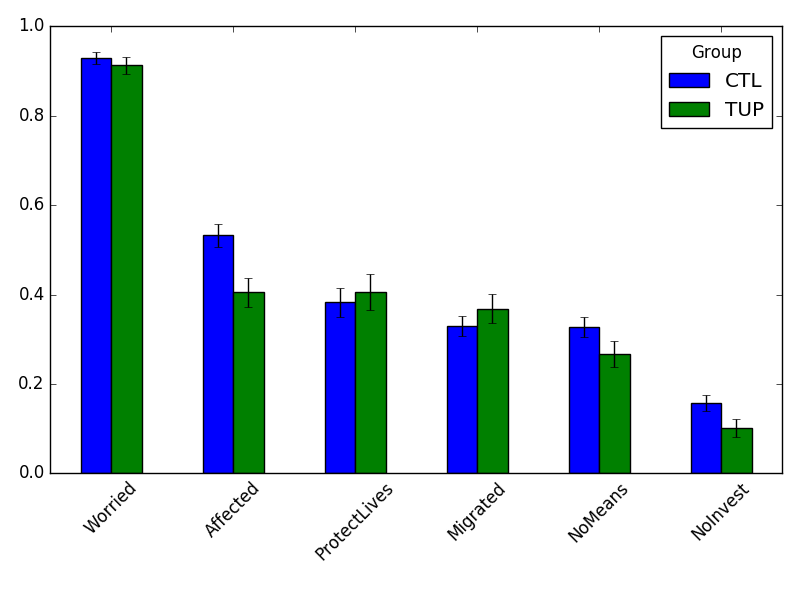 1.0
0.8
0.6
0.4
0.2
0.0
Group
CTL
TUP
Worried
Affected
ProtectLives
Migrated
NoMeans
NoInvest